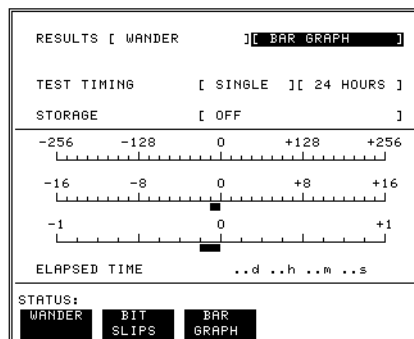 RESULTS [ WANDER ][ BAR GRAPH ]
TEST TIMING [ SINGLE ][ 24 HOURS ]
STORAGE [ OFF ]
-256 -128 0 +128 +256
-16 -8 0 +8 +16
-1 0 +1
ELAPSED TIME ..d ..h ..m ..s
STATUS:
WANDER BIT SLIPS BAR GRAPH